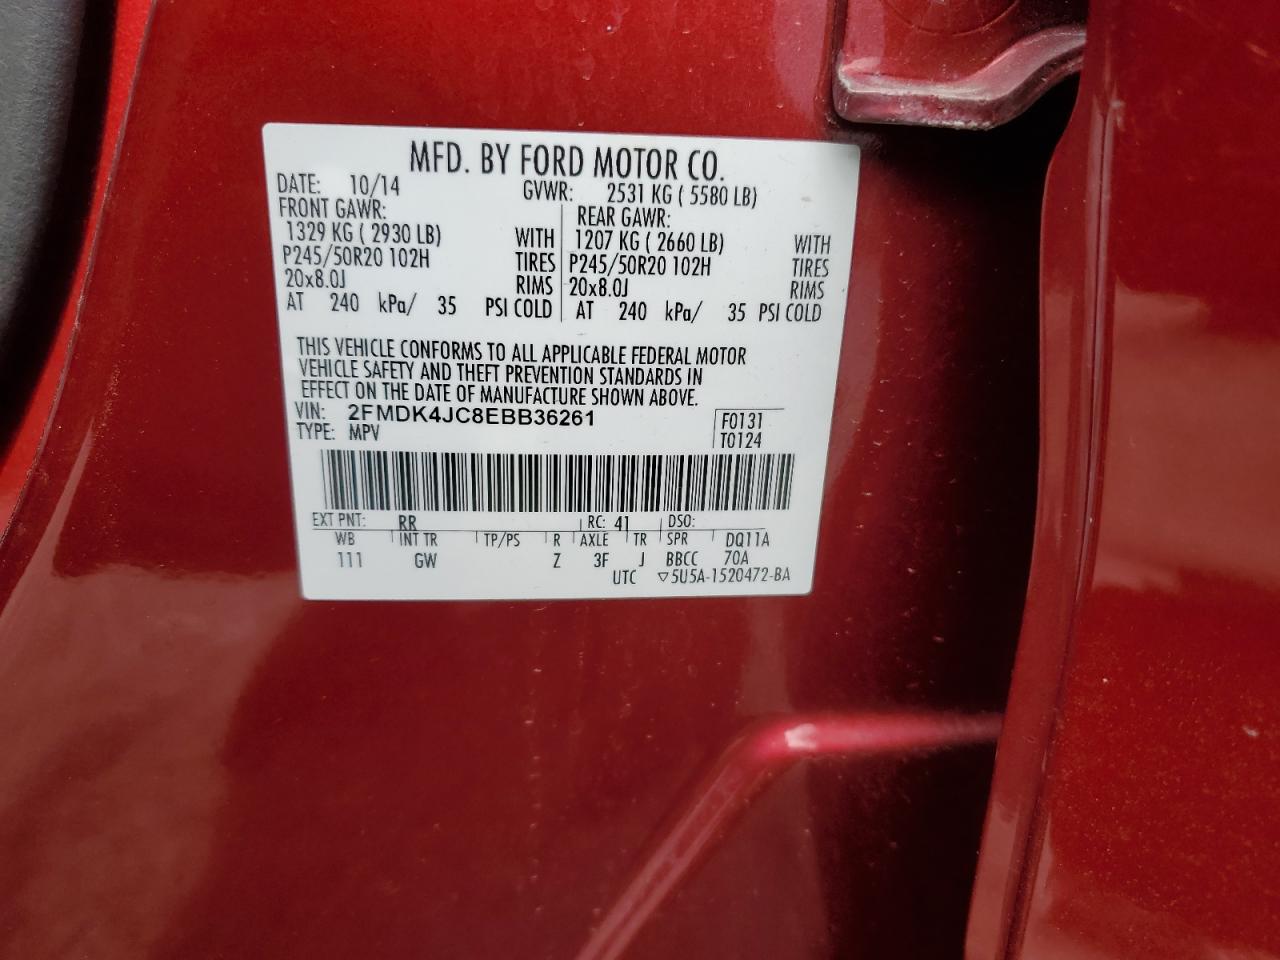 MFD. BY FORD MOTOR CO.
DATE: 10/14 GVWR: 2531 KG ( 5580 LB)
FRONT GAWR: REAR GAWR:
1329 KG ( 2930 LB) WITH 1207 KG ( 2660 LB) WITH
P245/50R20 102H TIRES P245/50R20 102H TIRES
20x8.0J RIMS 20x8.0J RIMS
AT 240 kPa/ 35 PSI COLD AT 240 kPa/ 35 PSI COLD
THIS VEHICLE CONFORMS TO ALL APPLICABLE FEDERAL MOTOR
VEHICLE SAFETY AND THEFT PREVENTION STANDARDS IN
EFFECT ON THE DATE OF MANUFACTURE SHOWN ABOVE.
VIN: 2FMDK4JC8EBB36261 F0131
TYPE: MPV T0124
EXT PNT: RR RC: 41 DSO:
WB INT TR TP/PS R AXLE TR SPR DQ11A
111 GW Z 3F J BBCC 70A
UTC ▽5U5A-1520472-BA